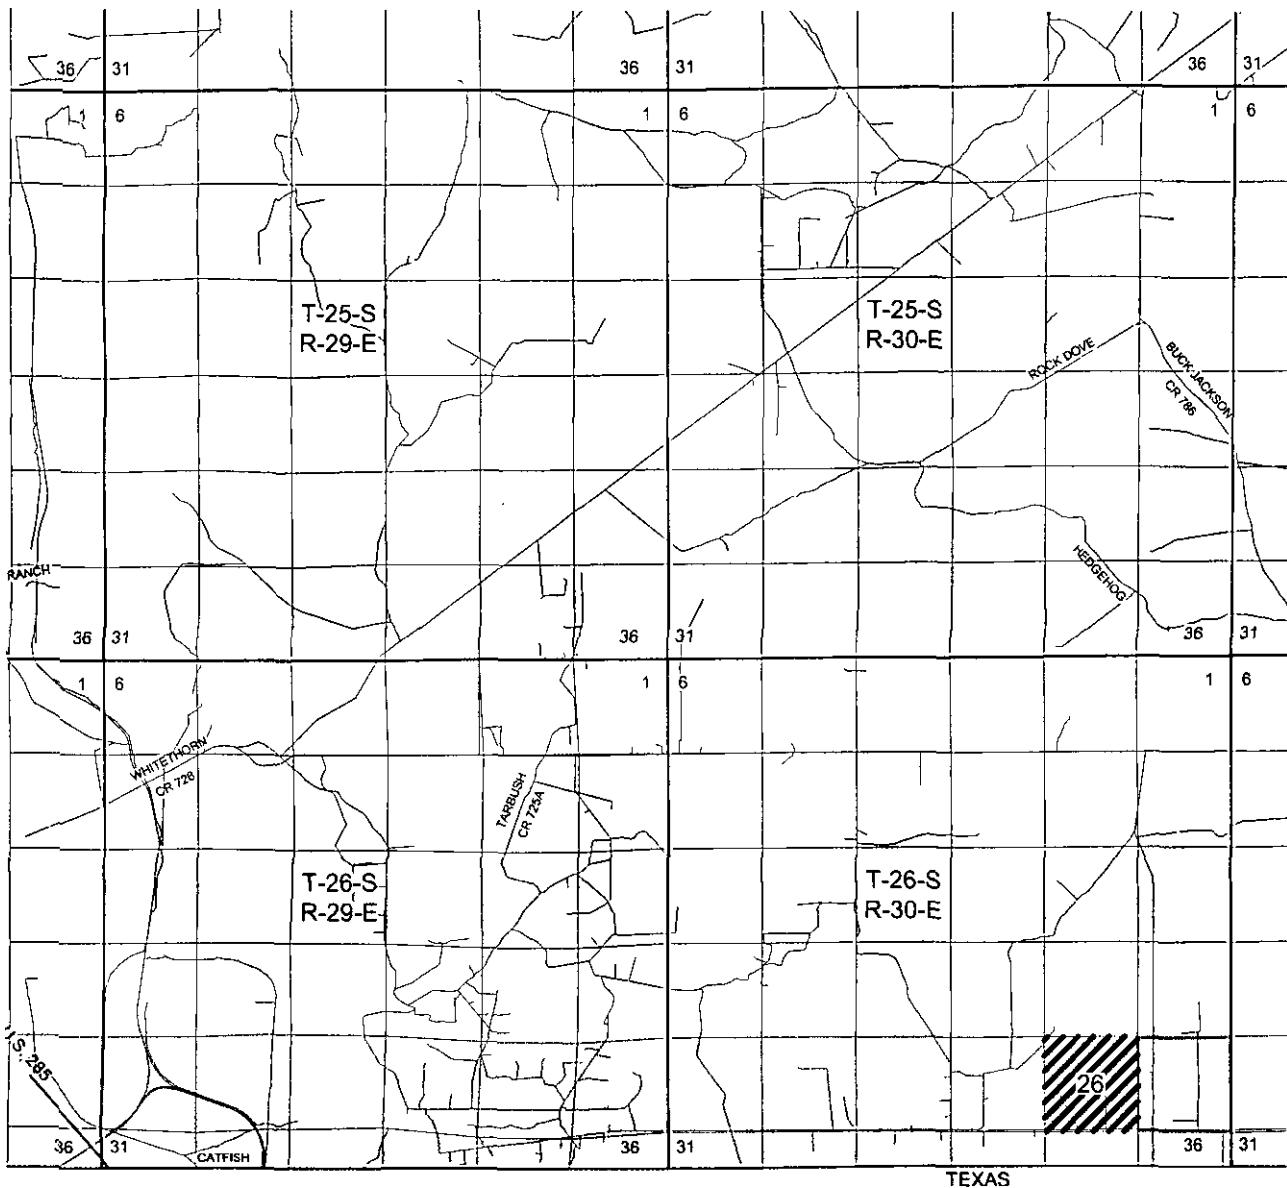 36 31 36 31 36 31
1 6 1 6 1 6
T-25-S
R-29-E
T-25-S
R-30-E
ROCK DOVE
BUCK JACKSON
CR 786
HEDGEHOG
RANCH
36 31 36 31 36 31
1 6 1 6 1 6
WHITETHORN
CR 726
TARBUSH
CR 725A
T-26-S
R-29-E
T-26-S
R-30-E
S. 285
26
36 31 36 31 36 31
CATFISH
TEXAS